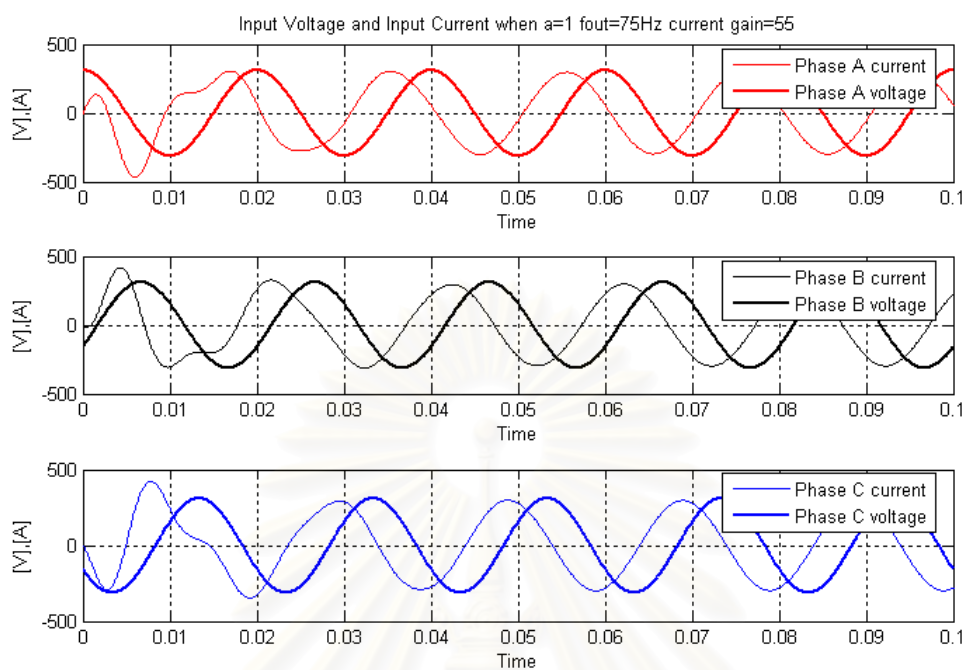 Input Voltage and Input Current when a=1 fout=75Hz current gain=55
500
0
-500
[V],[A]
Phase A current
Phase A voltage
0 0.01 0.02 0.03 0.04 0.05 0.06 0.07 0.08 0.09 0.1
Time
500
0
-500
[V],[A]
Phase B current
Phase B voltage
0 0.01 0.02 0.03 0.04 0.05 0.06 0.07 0.08 0.09 0.1
Time
500
0
-500
[V],[A]
Phase C current
Phase C voltage
0 0.01 0.02 0.03 0.04 0.05 0.06 0.07 0.08 0.09 0.1
Time